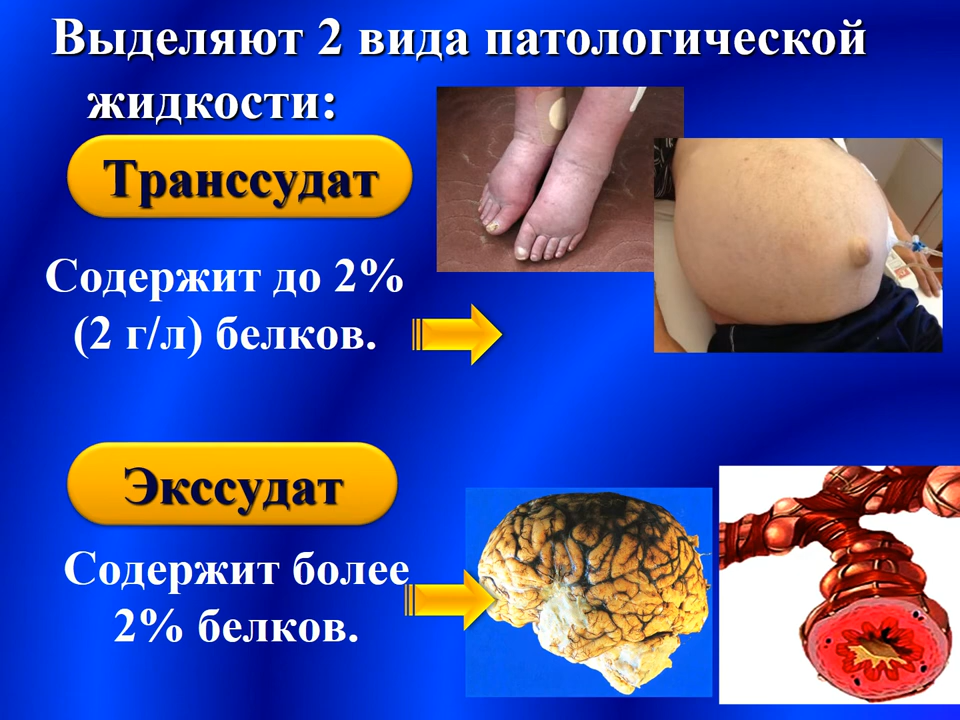 Выделяют 2 вида патологической
жидкости:
Транссудат
Содержит до 2%
(2 г/л) белков.
Экссудат
Содержит более
2% белков.